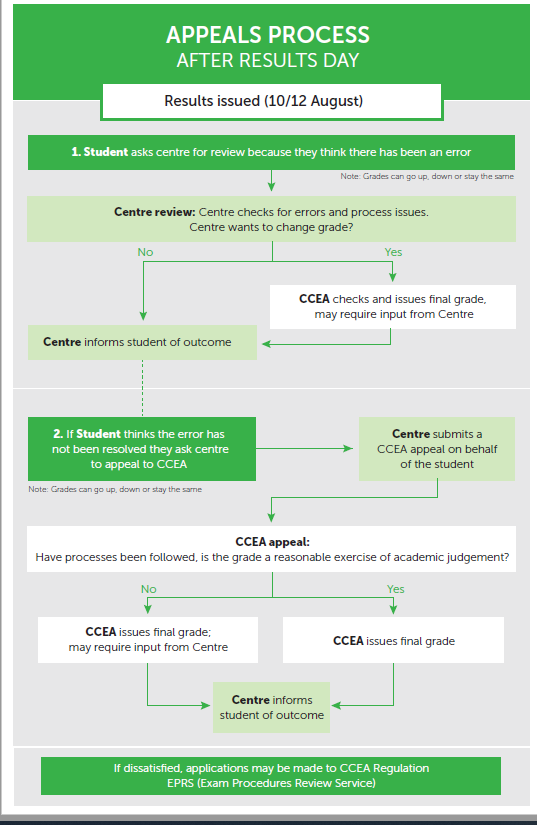 APPEALS PROCESS
AFTER RESULTS DAY
Results issued (10/12 August)
1. Student asks centre for review because they think there has been an error
Note: Grades can go up, down or stay the same
Centre review: Centre checks for errors and process issues.
Centre wants to change grade?
No
Yes
CCEA checks and issues final grade,
may require input from Centre
Centre informs student of outcome
2. If Student thinks the error has
not been resolved they ask centre
to appeal to CCEA
Centre submits a
CCEA appeal on behalf
of the student
Note: Grades can go up, down or stay the same
CCEA appeal:
Have processes been followed, is the grade a reasonable exercise of academic judgement?
No
Yes
CCEA issues final grade;
may require input from Centre
CCEA issues final grade
Centre informs
student of outcome
If dissatisfied, applications may be made to CCEA Regulation
EPRS (Exam Procedures Review Service)